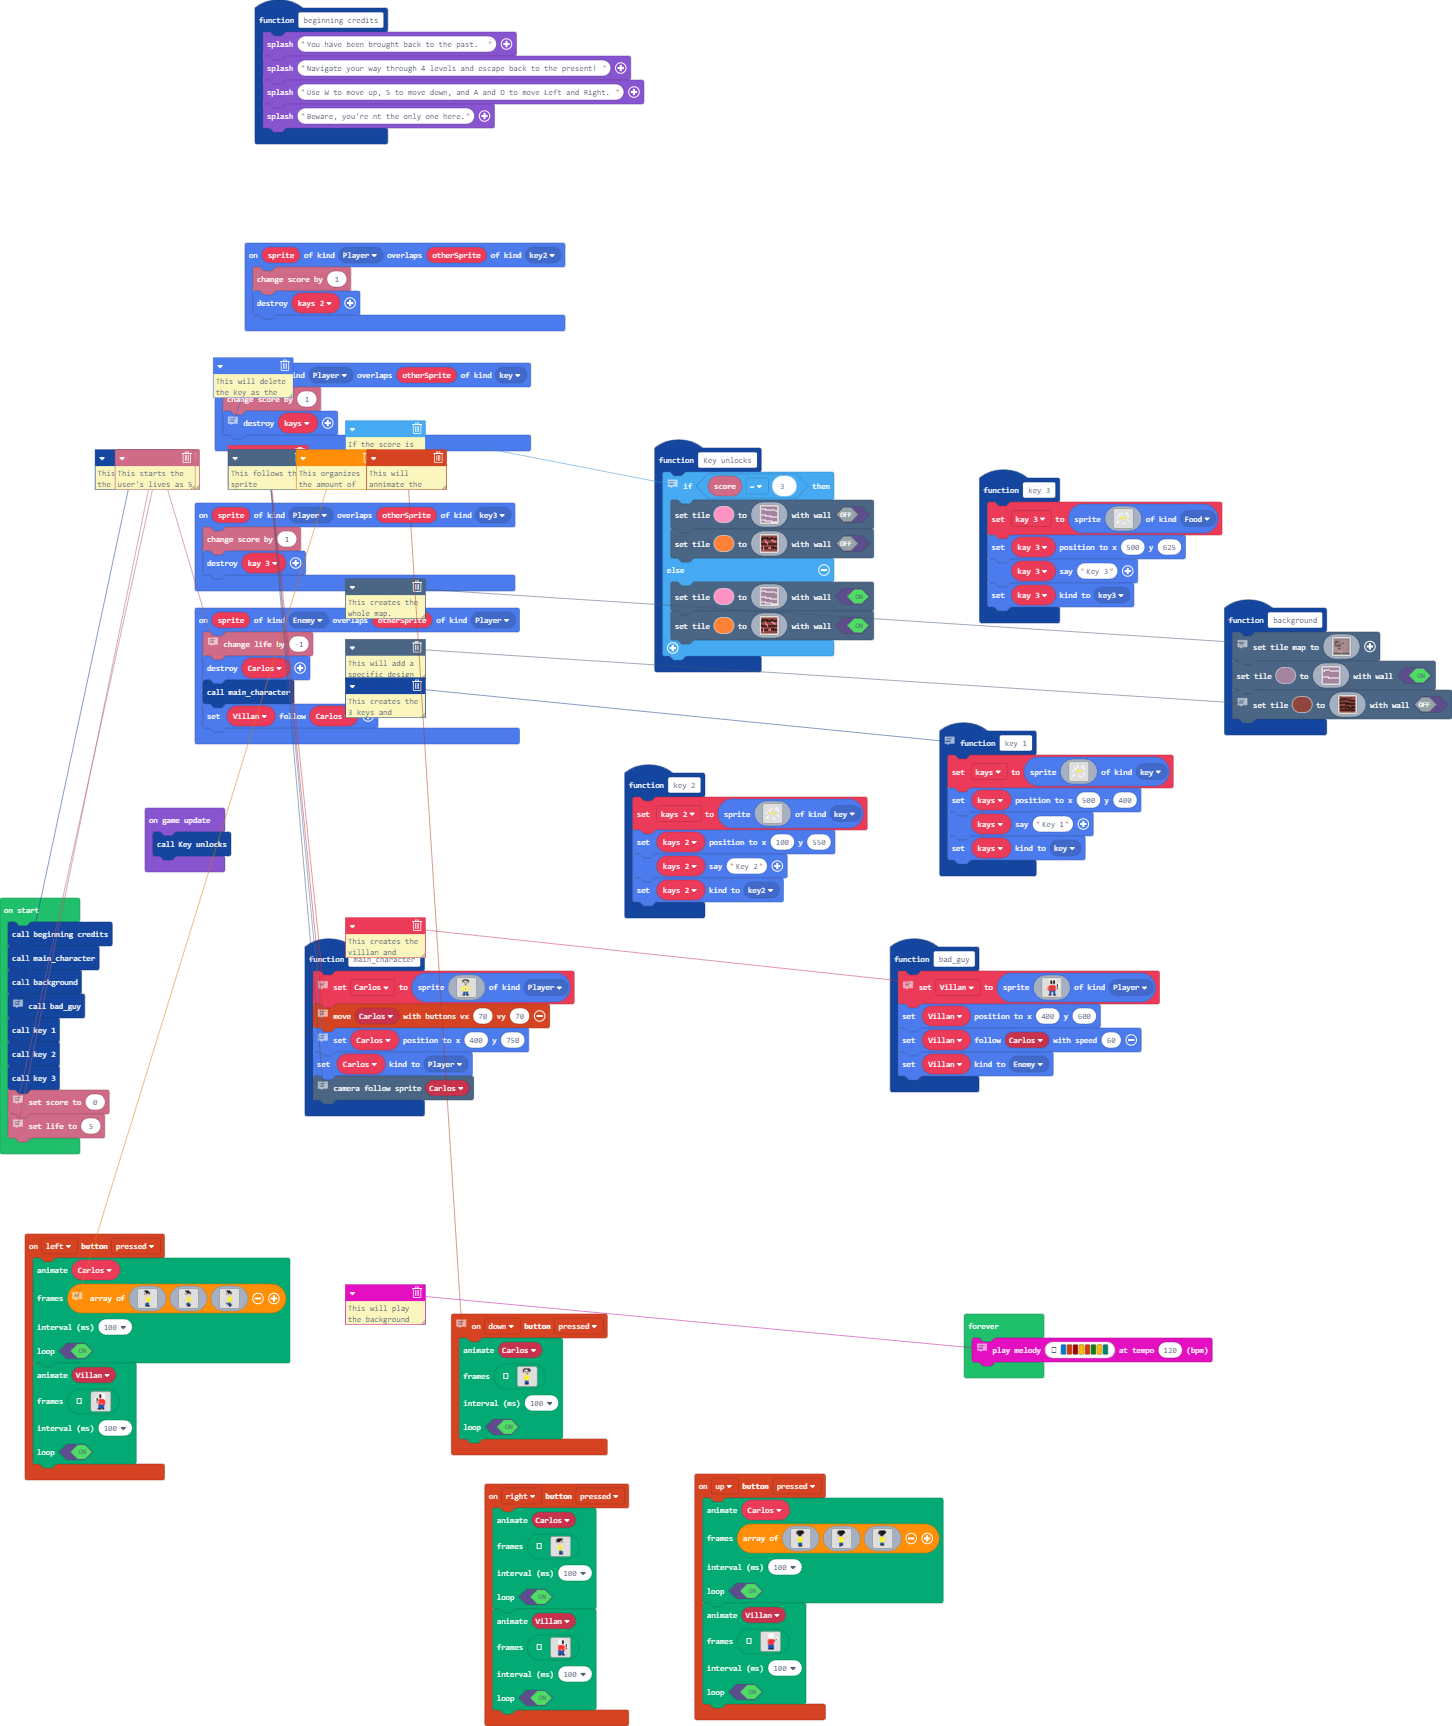 function beginning credits
splash "You have been brought back to the past. "
splash "Navigate your way through 4 levels and escape back to the present! "
splash "Use W to move up, S to move down, and A and D to move Left and Right. "
splash "Beware, you're nt the only one here."
on sprite of kind Player overlaps otherSprite of kind key2
change score by 1
destroy kays 2
This will delete
the key as the
Player overlaps otherSprite of kind key
change score by 1
destroy kays
If the score is
This
the
This starts the
user's lives as 5
This follows th
sprite
This organizes
the amount of
This will
annimate the
on sprite of kind Player overlaps otherSprite of kind key3
change score by 1
destroy kay 3
This creates the
whole map.
on sprite of kind Enemy overlaps otherSprite of kind Player
change life by -1
destroy Carlos
call main_character
set Villan follow Carlos
This will add a
specific design
This creates the
3 keys and
function Key unlocks
if score = 3 then
set tile to with wall OFF
set tile to with wall OFF
else
set tile to with wall ON
set tile to with wall ON
function key 3
set kay 3 to sprite of kind Food
set kay 3 position to x 500 y 625
kay 3 say "Key 3"
set kay 3 kind to key3
function background
set tile map to
set tile to with wall ON
set tile to with wall OFF
function key 1
set kays to sprite of kind key
set kays position to x 500 y 400
kays say "Key 1"
set kays kind to key
function key 2
set kays 2 to sprite of kind key
set kays 2 position to x 100 y 550
kays 2 say "Key 2"
set kays 2 kind to key2
on game update
call Key unlocks
on start
call beginning credits
call main_character
call background
call bad_guy
call key 1
call key 2
call key 3
set score to 0
set life to 5
This creates the
villlan and
function main_character
set Carlos to sprite of kind Player
move Carlos with buttons vx 70 vy 70
set Carlos position to x 400 y 750
set Carlos kind to Player
camera follow sprite Carlos
function bad_guy
set Villan to sprite of kind Player
set Villan position to x 400 y 600
set Villan follow Carlos with speed 60
set Villan kind to Enemy
on left button pressed
animate Carlos
frames array of
interval (ms) 100
loop ON
animate Villan
frames
interval (ms) 100
loop ON
This will play
the background
on down button pressed
animate Carlos
frames
interval (ms) 100
loop ON
forever
play melody at tempo 120 (bpm)
on right button pressed
animate Carlos
frames
interval (ms) 100
loop ON
animate Villan
frames
interval (ms) 100
loop ON
on up button pressed
animate Carlos
frames array of
interval (ms) 100
loop ON
animate Villan
frames
interval (ms) 100
loop ON